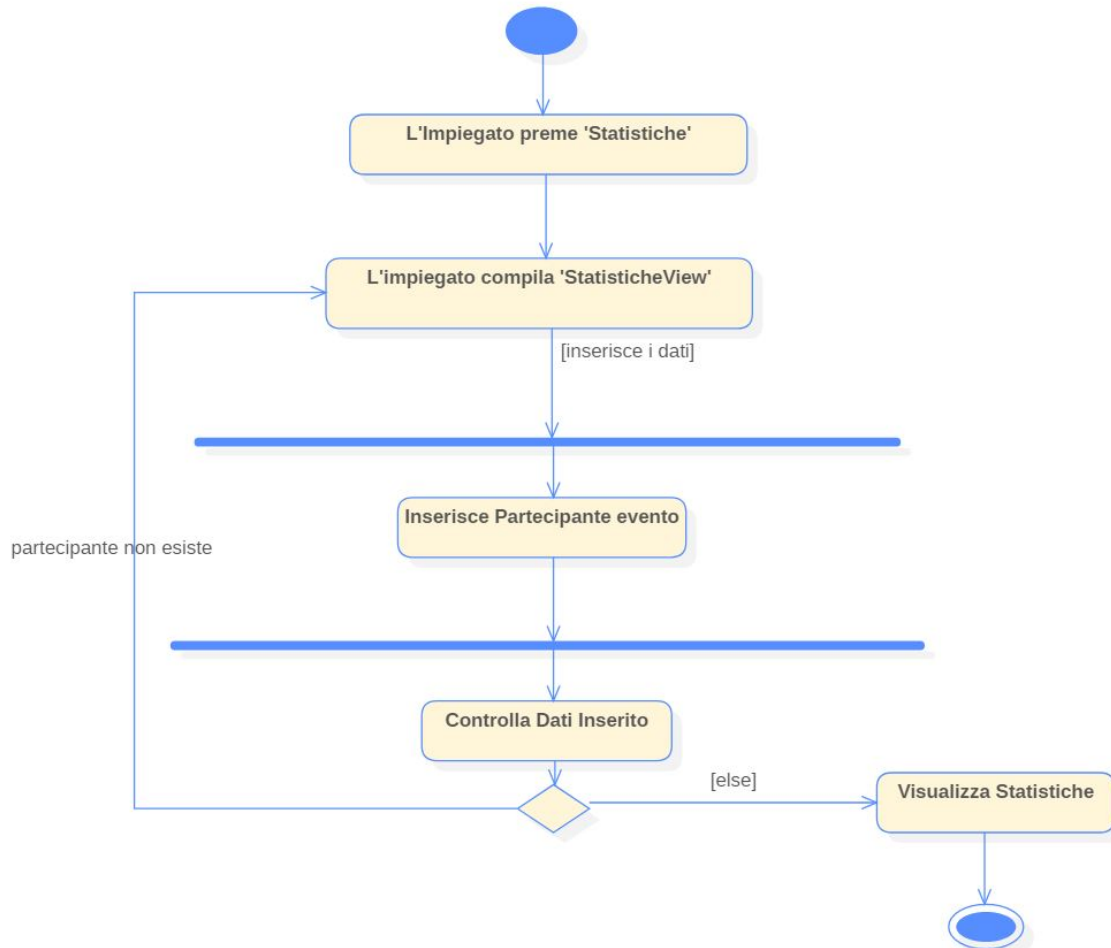 L'Impiegato preme 'Statistiche'
L'impiegato compila 'StatisticheView'
[inserisce i dati]
Inserisce Partecipante evento
partecipante non esiste
Controlla Dati Inserito
[else]
Visualizza Statistiche